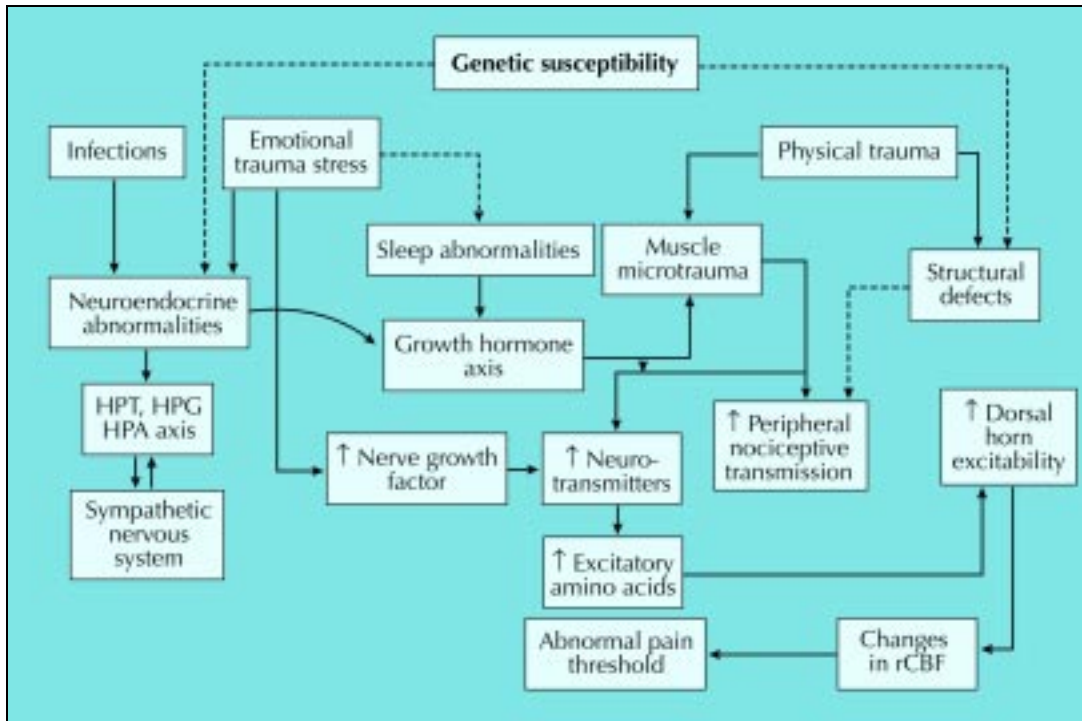 Genetic susceptibility
Infections
Emotional
trauma stress
Physical trauma
Sleep abnormalities
Muscle
microtrauma
Structural
defects
Neuroendocrine
abnormalities
Growth hormone
axis
HPT, HPG
HPA axis
↑ Nerve growth
factor
↑ Neuro-
transmitters
↑ Peripheral
nociceptive
transmission
↑ Dorsal
horn
excitability
Sympathetic
nervous
system
↑ Excitatory
amino acids
Abnormal pain
threshold
Changes
in rCBF